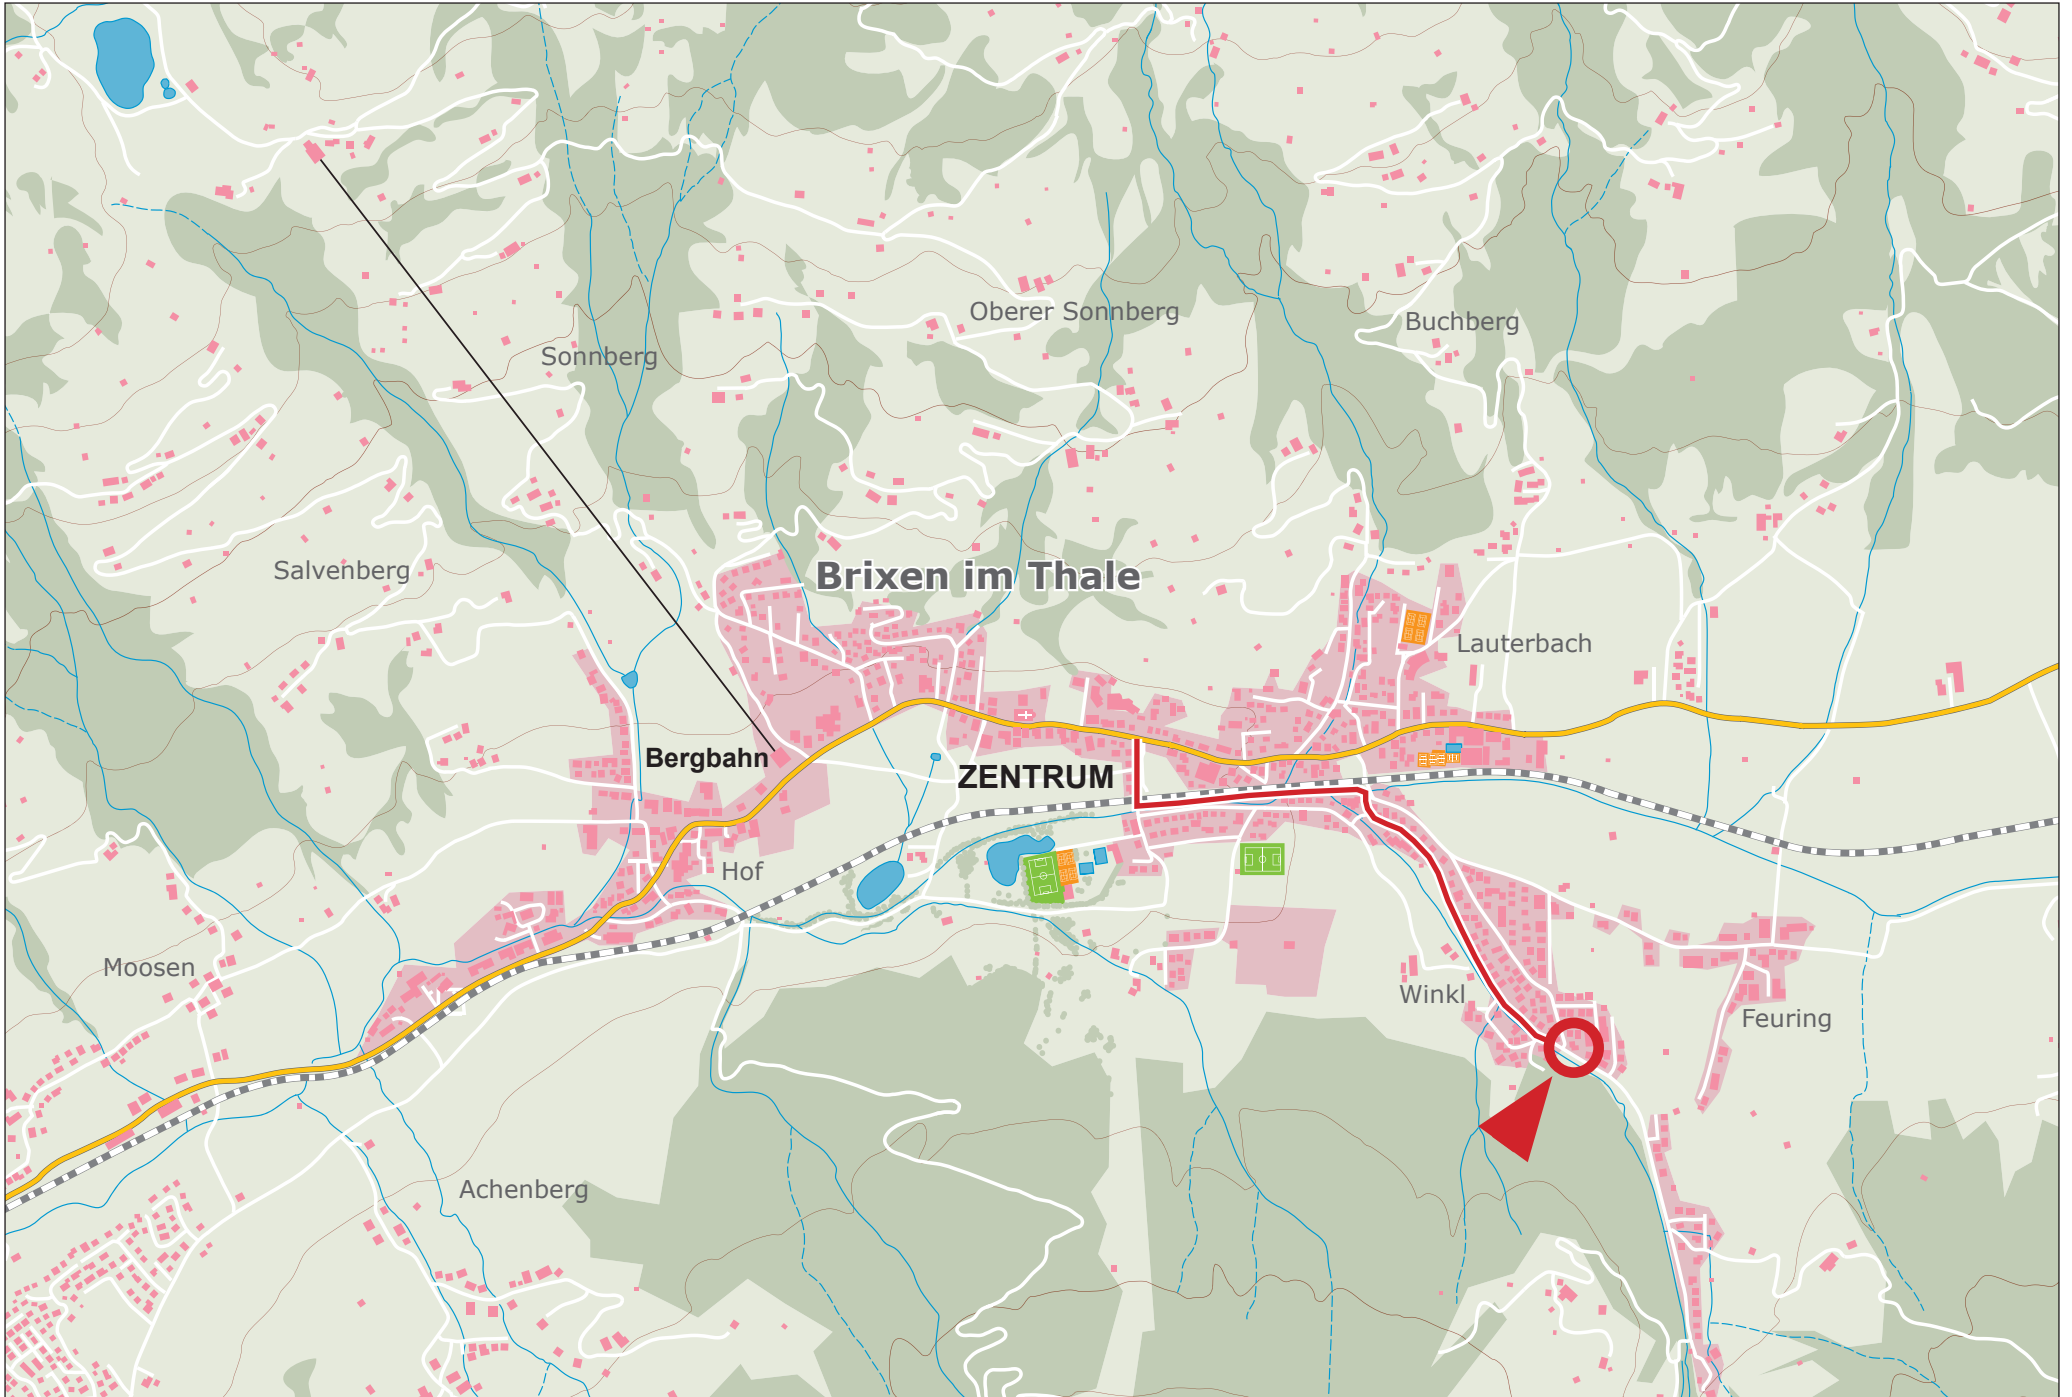 Oberer Sonnberg
Buchberg
Sonnberg
Salvenberg
Brixen im Thale
Lauterbach
Bergbahn
ZENTRUM
Hof
Moosen
Winkl
Feuring
Achenberg